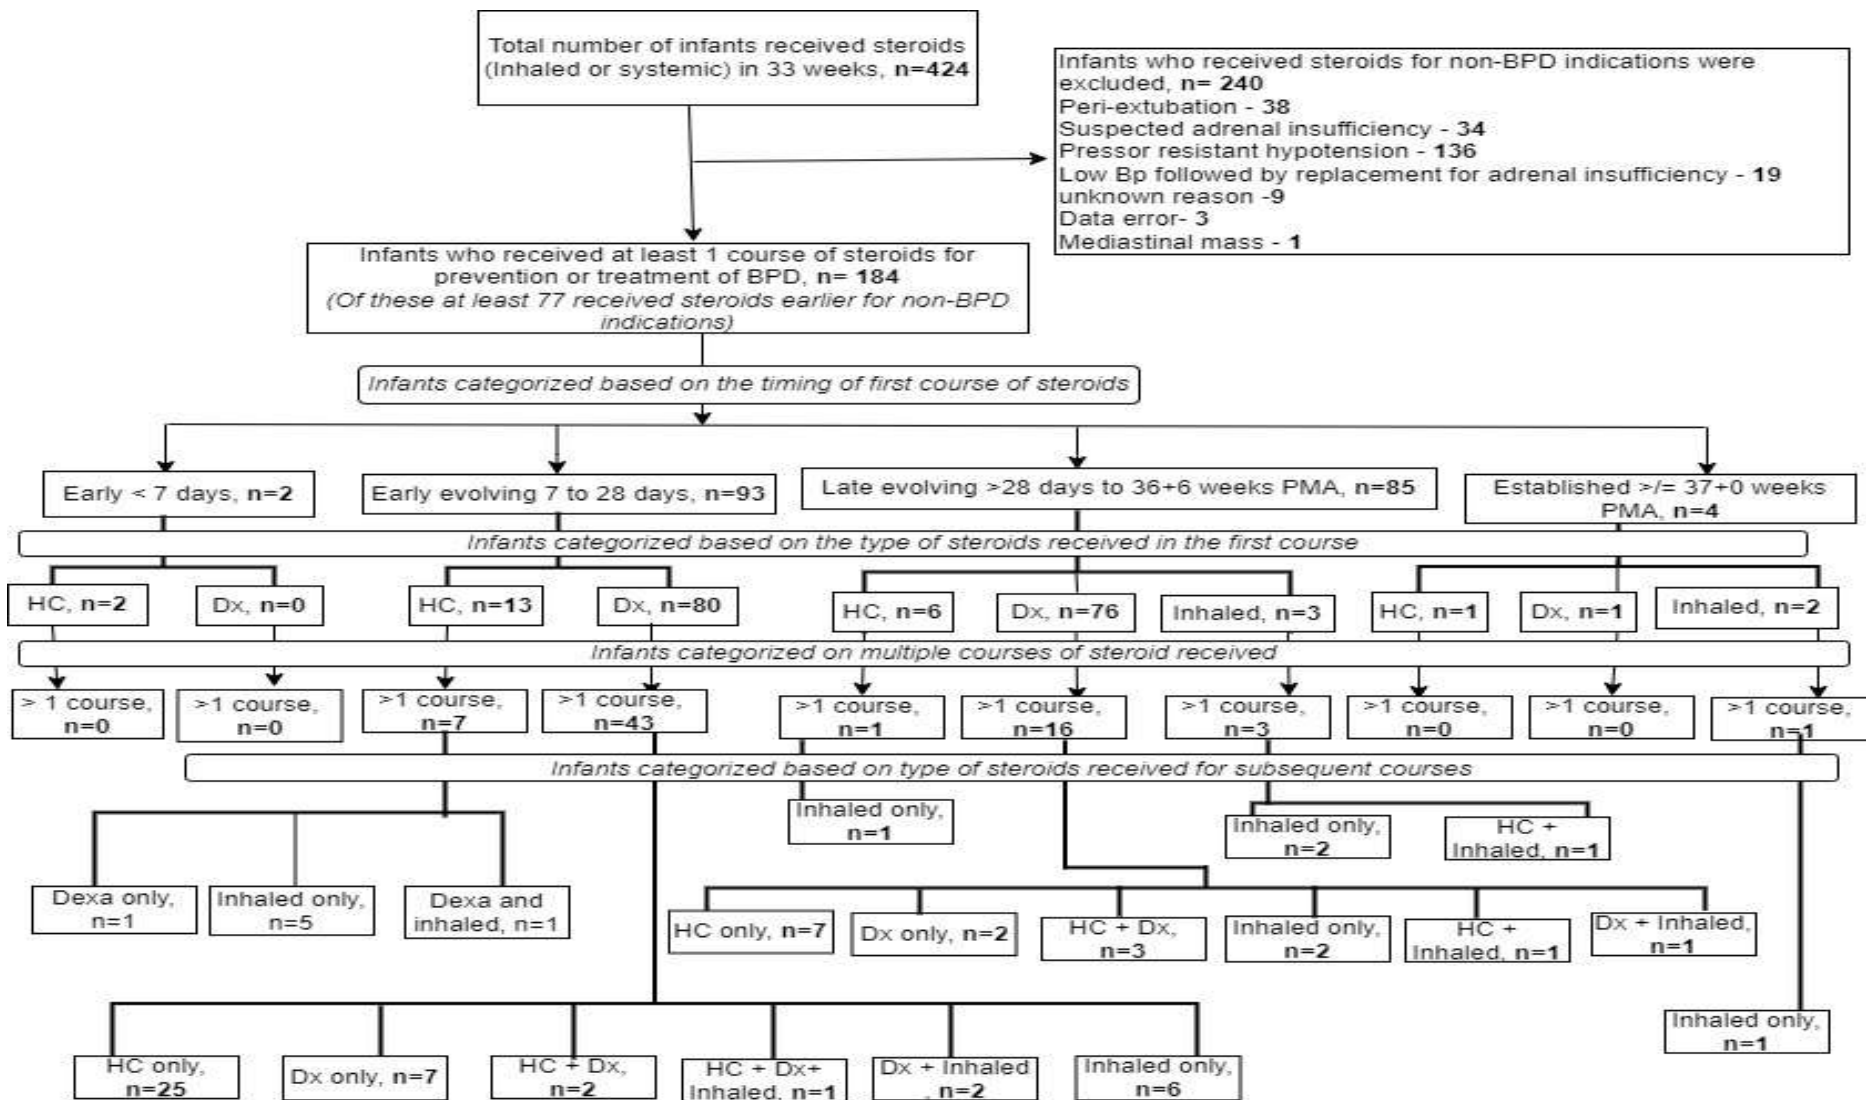 Total number of infants received steroids
(Inhaled or systemic) in 33 weeks, n=424
Infants who received steroids for non-BPD indications were
excluded, n= 240
Peri-extubation - 38
Suspected adrenal insufficiency - 34
Pressor resistant hypotension - 136
Low Bp followed by replacement for adrenal insufficiency - 19
unknown reason -9
Data error- 3
Mediastinal mass - 1
Infants who received at least 1 course of steroids for
prevention or treatment of BPD, n= 184
(Of these at least 77 received steroids earlier for non-BPD
indications)
Infants categorized based on the timing of first course of steroids
Early < 7 days, n=2
Early evolving 7 to 28 days, n=93
Late evolving >28 days to 36+6 weeks PMA, n=85
Established >/= 37+0 weeks
PMA, n=4
Infants categorized based on the type of steroids received in the first course
HC, n=2
Dx, n=0
HC, n=13
Dx, n=80
HC, n=6
Dx, n=76
Inhaled, n=3
HC, n=1
Dx, n=1
Inhaled, n=2
Infants categorized on multiple courses of steroid received
> 1 course,
n=0
>1 course,
n=0
>1 course,
n=7
>1 course,
n=43
>1 course,
n=1
>1 course,
n=16
>1 course,
n=3
>1 course,
n=0
>1 course,
n=0
>1 course,
n=1
Infants categorized based on type of steroids received for subsequent courses
Inhaled only,
n=1
Inhaled only,
n=2
HC +
Inhaled, n=1
Dexa only,
n=1
Inhaled only,
n=5
Dexa and
inhaled, n=1
HC only, n=7
Dx only, n=2
HC + Dx,
n=3
Inhaled only,
n=2
HC +
Inhaled, n=1
Dx + Inhaled,
n=1
Inhaled only,
n=1
HC only,
n=25
Dx only, n=7
HC + Dx,
n=2
HC + Dx+
Inhaled, n=1
Dx + Inhaled
, n=2
Inhaled only,
n=6